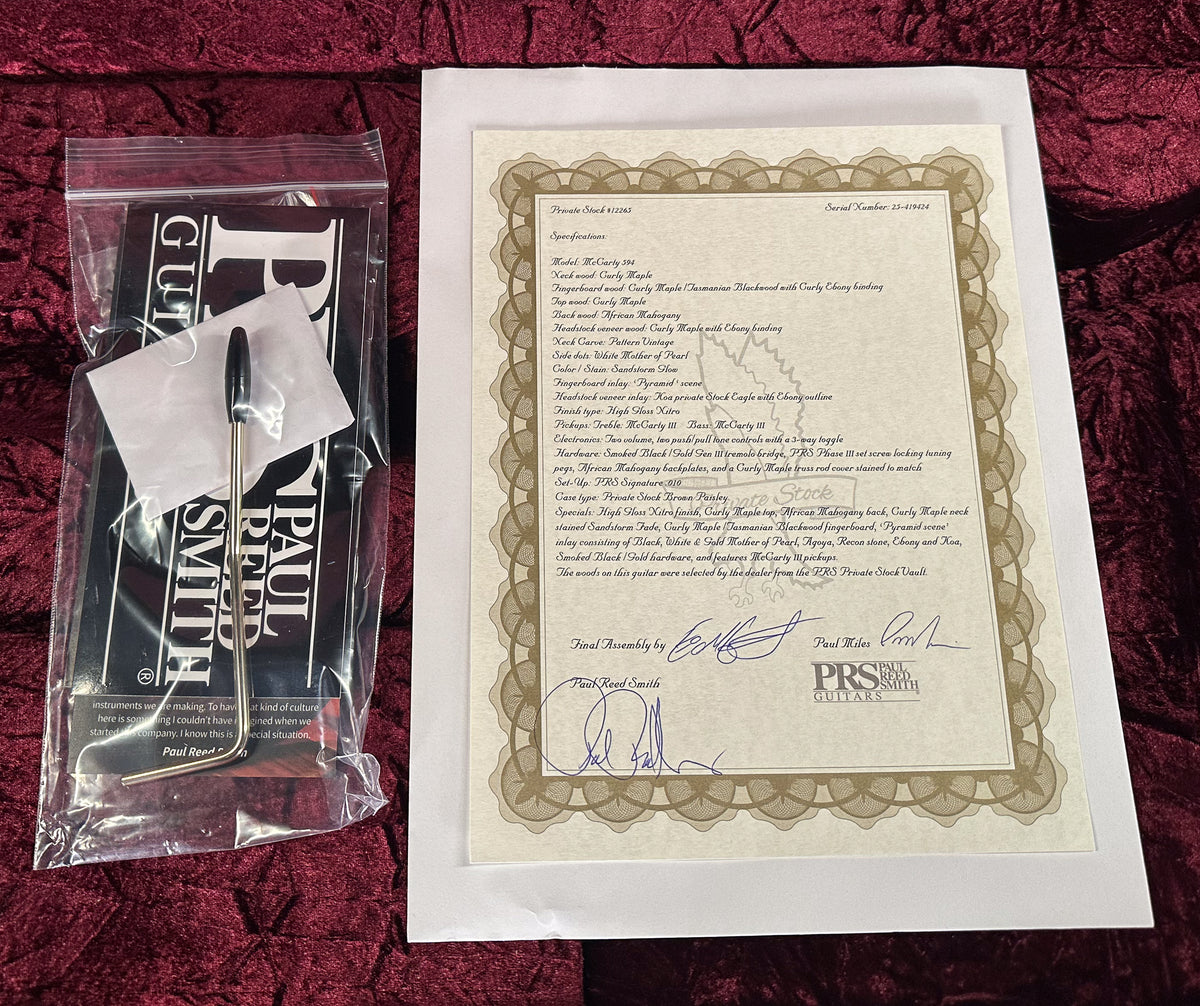 PRS
GUI
PAUL
REED
SMITH
®
instruments we are making. To have that kind of culture
here is something I couldn't have imagined when we
started this company. I know this is a special situation.
Paul Reed Smith
Private Stock #12265
Serial Number: 25-419424
Specifications:
Model: McCarty 594
Neck wood: Curly Maple
Fingerboard wood: Curly Maple / Tasmanian Blackwood with Curly Ebony binding
Top wood: Curly Maple
Back wood: African Mahogany
Headstock veneer wood: Curly Maple with Ebony binding
Neck Carve: Pattern Vintage
Side dots: White Mother of Pearl
Color / Stain: Sandstorm Glow
Fingerboard inlay: 'Pyramid ' scene
Headstock veneer inlay: Koa private Stock Eagle with Ebony outline
Finish type: High Gloss Nitro
Pickups: Treble: McCarty III Bass: McCarty III
Electronics: Two volume, two push/pull tone controls with a 3-way toggle
Hardware: Smoked Black / Gold Gen III tremolo bridge, PRS Phase III set screw locking tuning
pegs, African Mahogany backplates, and a Curly Maple truss rod cover stained to match
Set-Up: PRS Signature .010
Case type: Private Stock Brown Paisley
Specials: High Gloss Nitro finish, Curly Maple top, African Mahogany back, Curly Maple neck
stained Sandstorm Fade, Curly Maple / Tasmanian Blackwood fingerboard, 'Pyramid scene'
inlay consisting of Black, White & Gold Mother of Pearl, Agoya, Recon stone, Ebony and Koa,
Smoked Black / Gold hardware, and features McCarty III pickups.
The woods on this guitar were selected by the dealer from the PRS Private Stock Vault.
Private Stock
Final Assembly by
Paul Miles
PRS PAUL
REED
SMITH
GUITARS
Paul Reed Smith